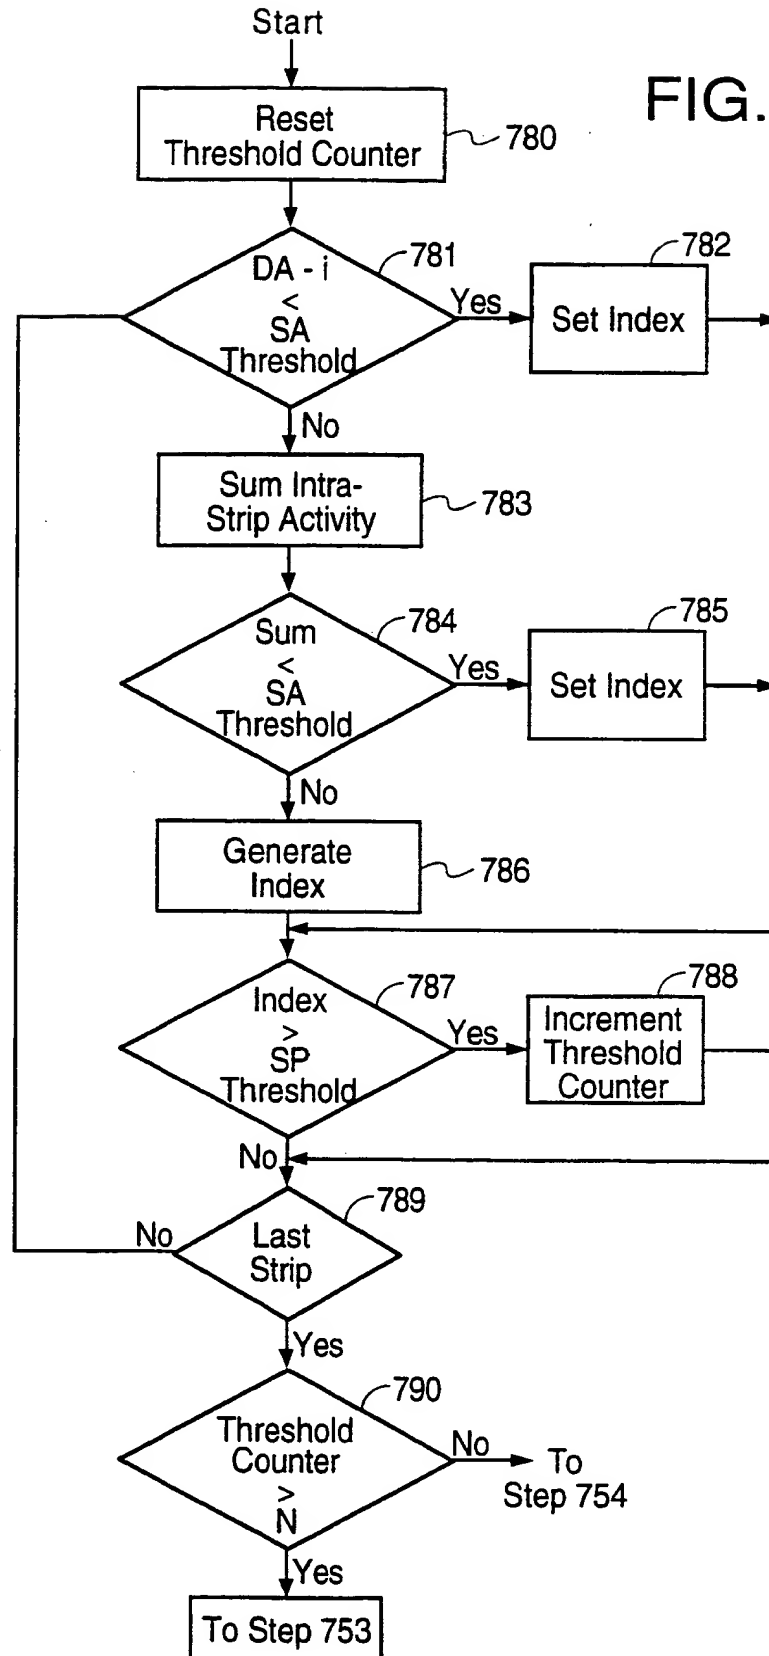 Start
FIG.
Reset
Threshold Counter
780
DA - i
<
SA
Threshold
781
Yes
782
Set Index
No
Sum Intra-
Strip Activity
783
Sum
<
SA
Threshold
784
Yes
785
Set Index
No
Generate
Index
786
Index
>
SP
Threshold
787
Yes
788
Increment
Threshold
Counter
No
789
Last
Strip
No
Yes
790
Threshold
Counter
>
N
No
To
Step 754
Yes
To Step 753